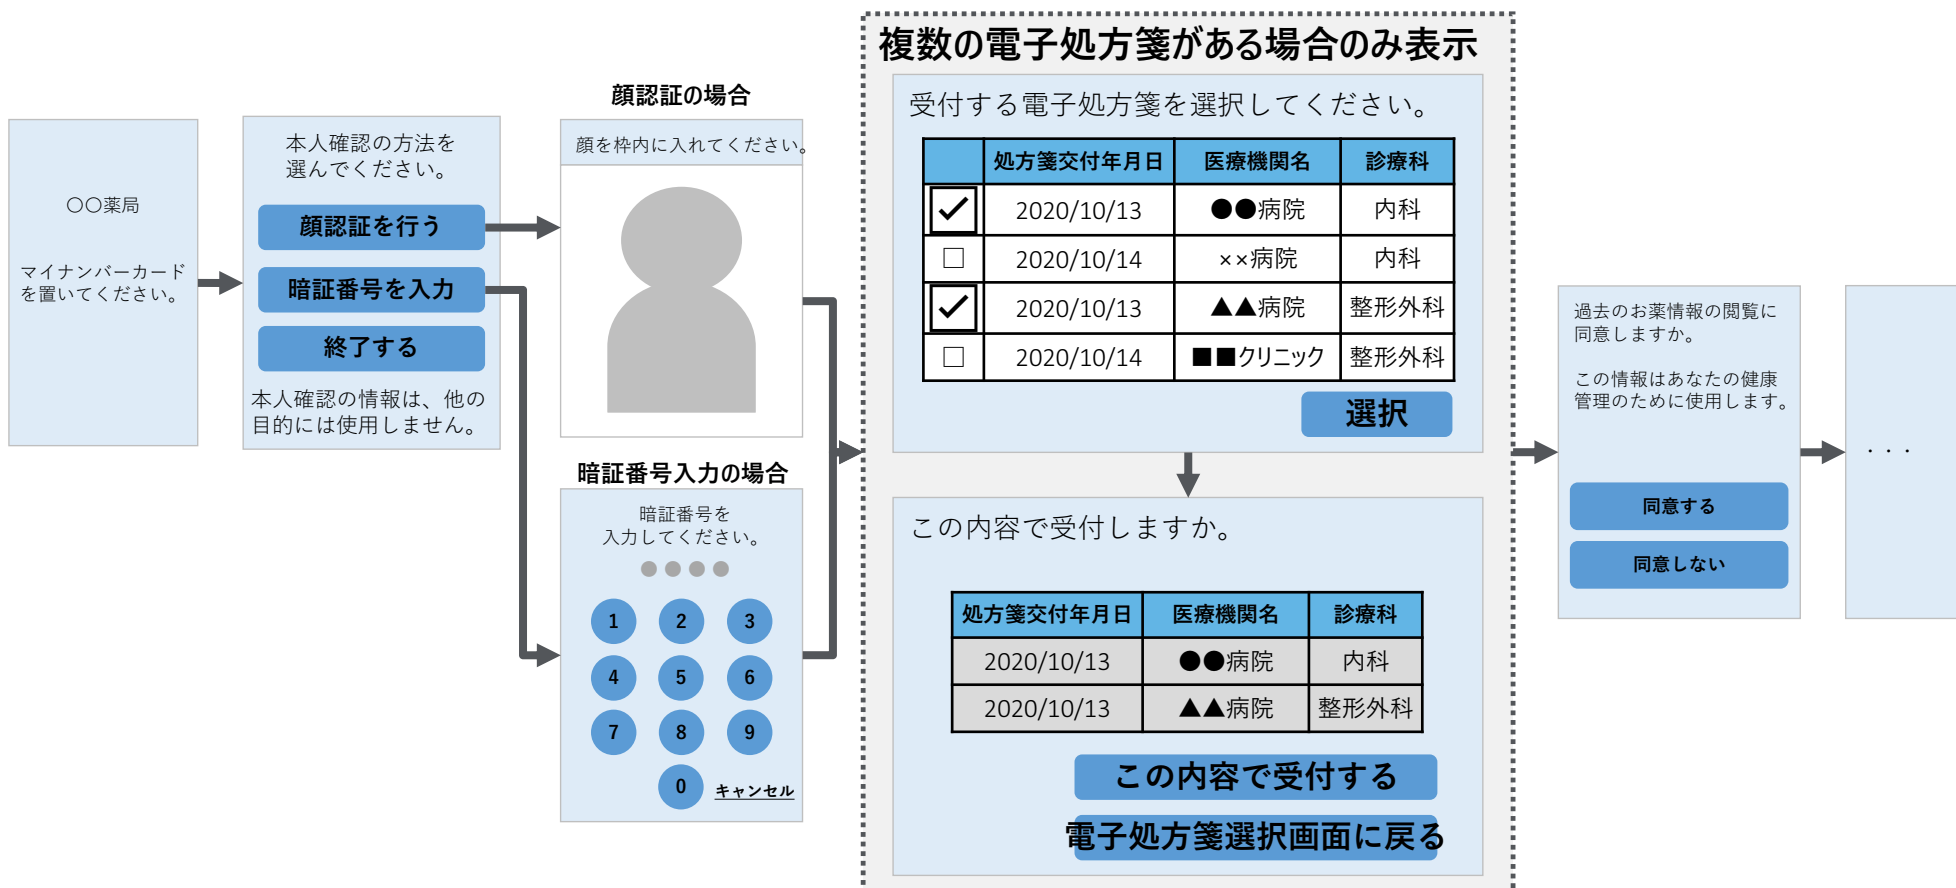 〇〇薬局
マイナンバーカード
を置いてください。
本人確認の方法を
選んでください。
顔認証を行う
暗証番号を入力
終了する
本人確認の情報は、他の
目的には使用しません。
顔認証の場合
顔を枠内に入れてください。
暗証番号入力の場合
暗証番号を
入力してください。
1 2 3
4 5 6
7 8 9
0 キャンセル
複数の電子処方箋がある場合のみ表示
受付する電子処方箋を選択してください。
処方箋交付年月日 医療機関名 診療科
✓ 2020/10/13 ●●病院 内科
□ 2020/10/14 ××病院 内科
✓ 2020/10/13 ▲▲病院 整形外科
□ 2020/10/14 ■■クリニック 整形外科
選択
この内容で受付しますか。
処方箋交付年月日 医療機関名 診療科
2020/10/13 ●●病院 内科
2020/10/13 ▲▲病院 整形外科
この内容で受付する
電子処方箋選択画面に戻る
過去のお薬情報の閲覧に
同意しますか。
この情報はあなたの健康
管理のために使用します。
同意する
同意しない
・・・